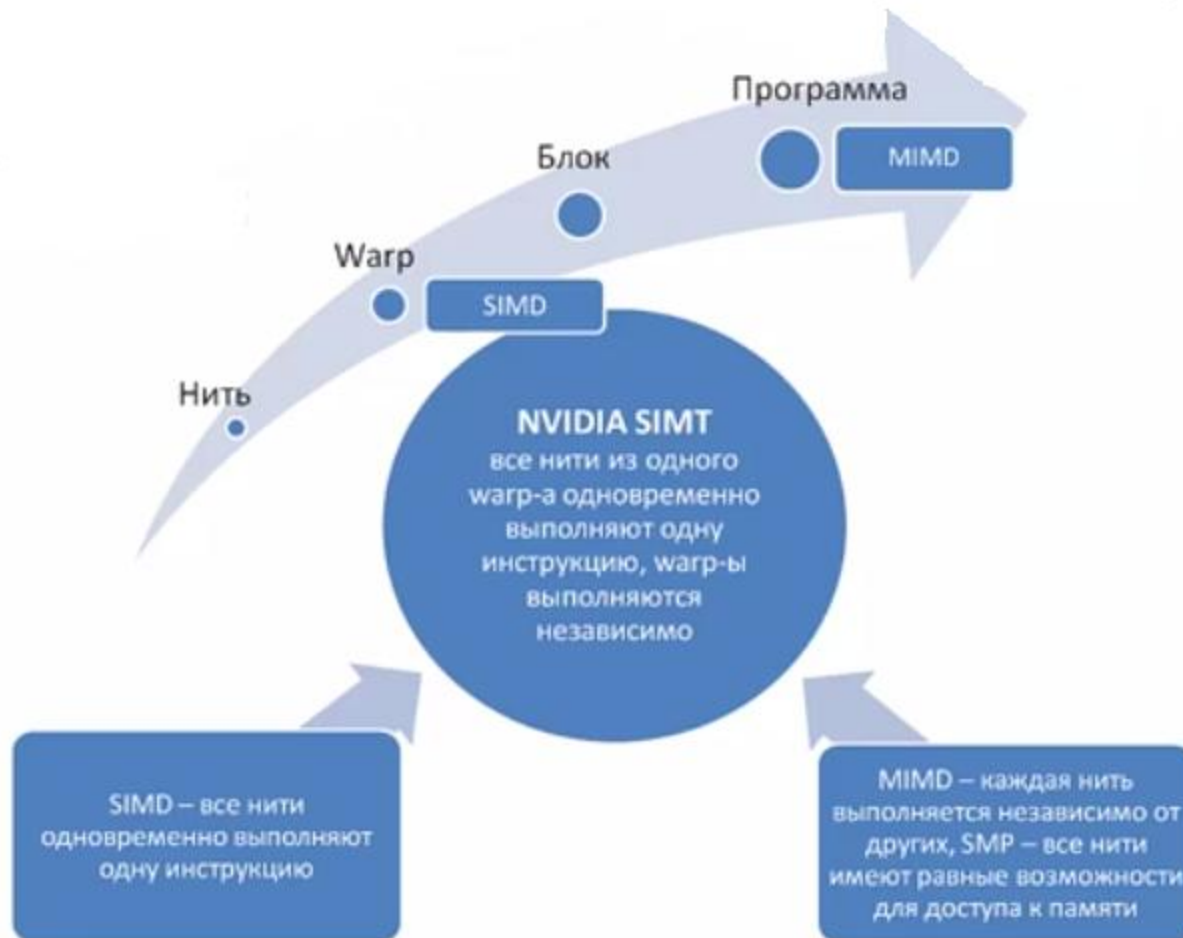 Программа
MIMD
Блок
Warp
SIMD
Нить
NVIDIA SIMT
все нити из одного
warp-а одновременно
выполняют одну
инструкцию, warp-ы
выполняются
независимо
SIMD – все нити
одновременно выполняют
одну инструкцию
MIMD – каждая нить
выполняется независимо от
других, SMP – все нити
имеют равные возможности
для доступа к памяти